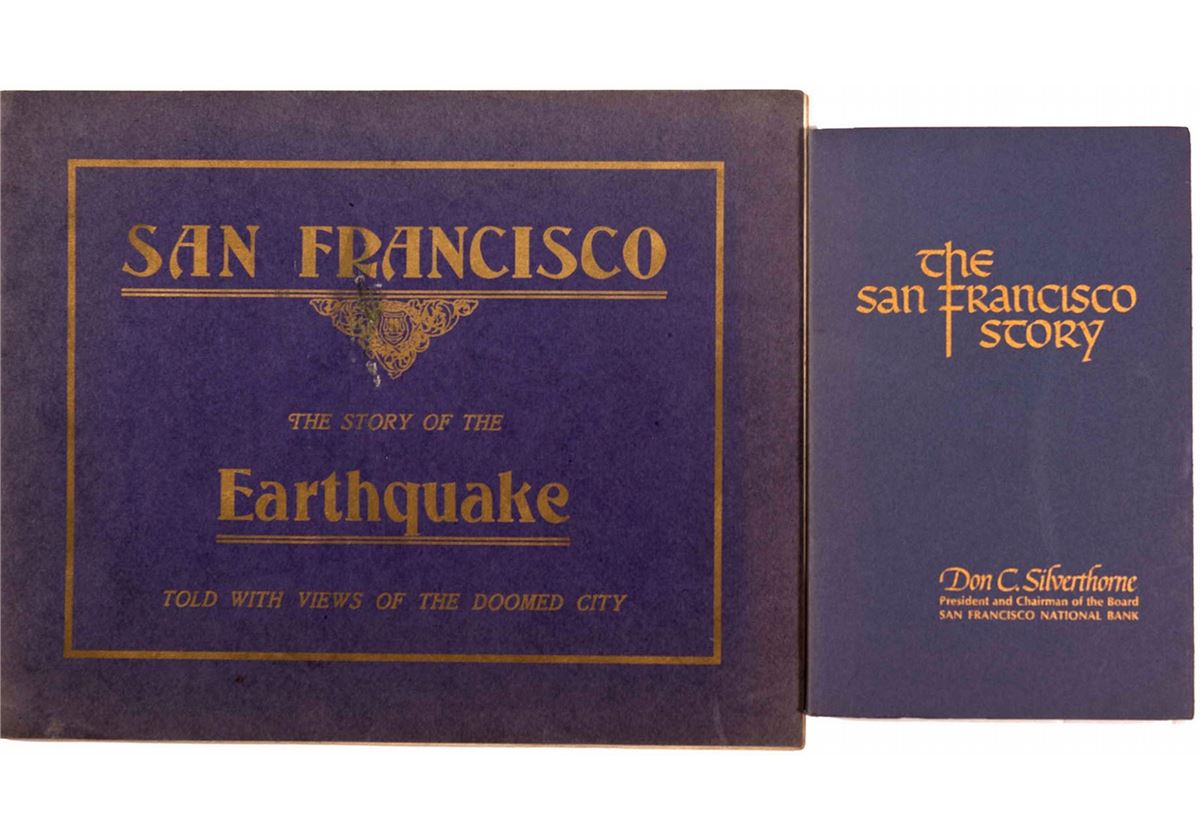 SAN FRANCISCO
THE STORY OF THE
Earthquake
TOLD WITH VIEWS OF THE DOOMED CITY
the
san francisco
story
Don C. Silverthorne
President and Chairman of the Board
SAN FRANCISCO NATIONAL BANK